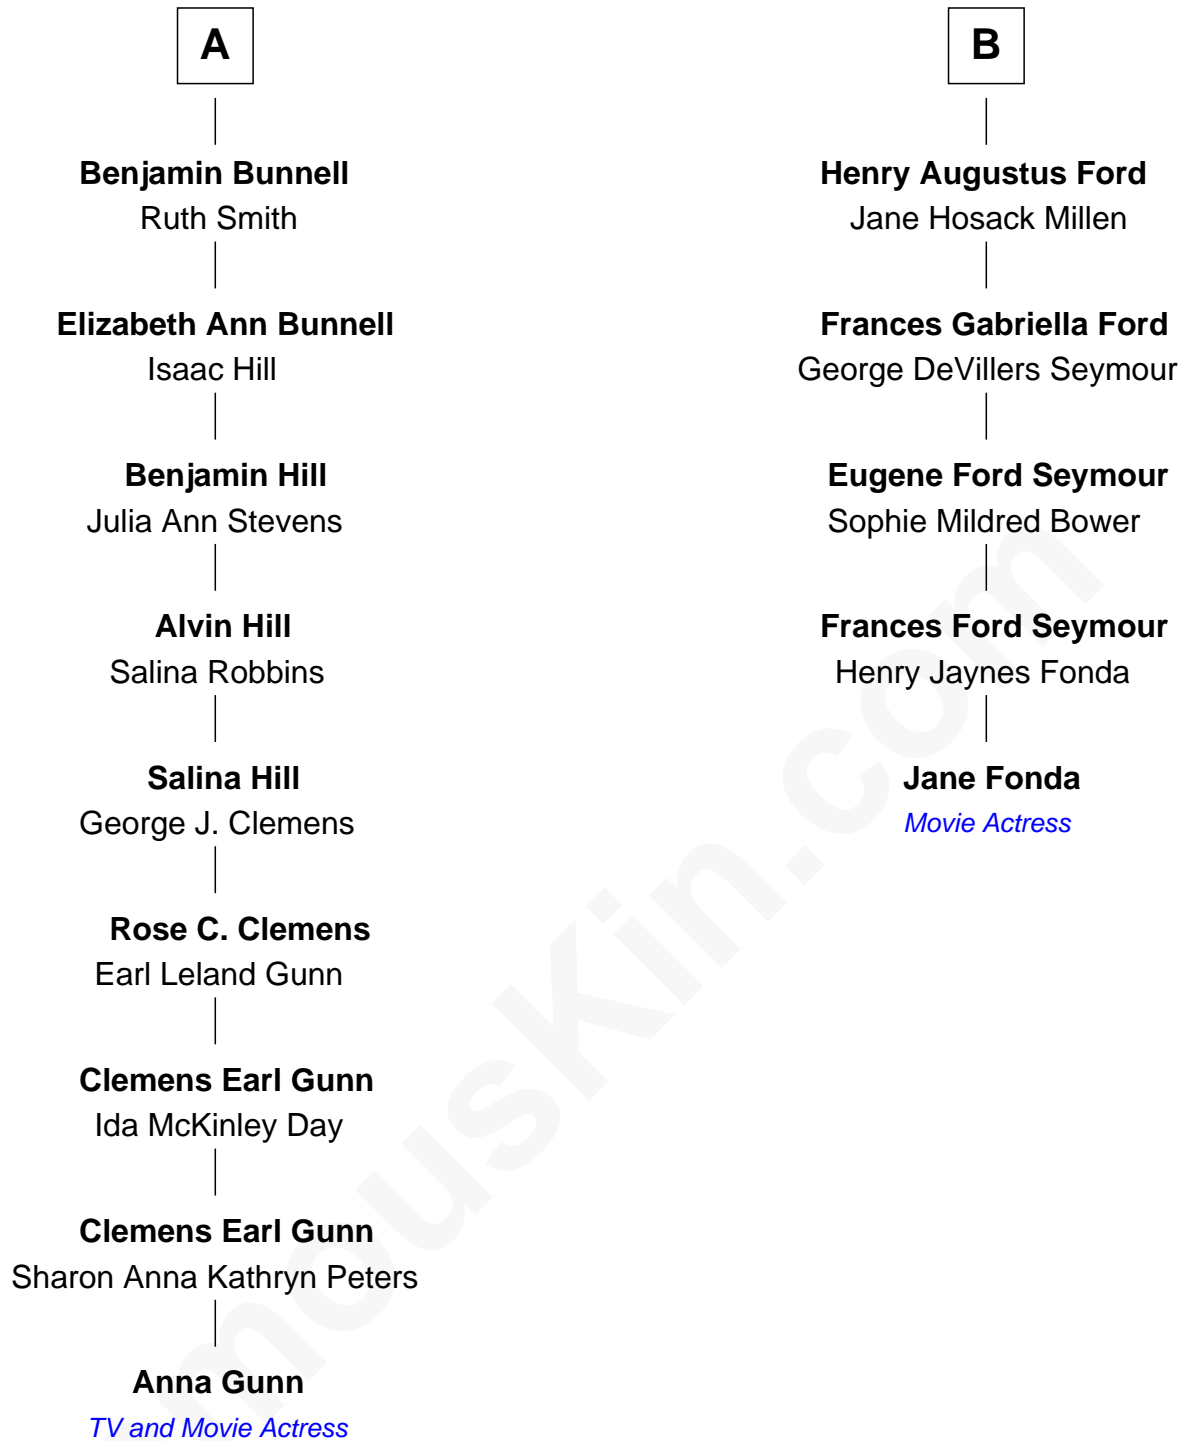 A
Benjamin Bunnell
Ruth Smith
Elizabeth Ann Bunnell
Isaac Hill
Benjamin Hill
Julia Ann Stevens
Alvin Hill
Salina Robbins
Salina Hill
George J. Clemens
Rose C. Clemens
Earl Leland Gunn
Clemens Earl Gunn
Ida McKinley Day
Clemens Earl Gunn
Sharon Anna Kathryn Peters
Anna Gunn
TV and Movie Actress
B
Henry Augustus Ford
Jane Hosack Millen
Frances Gabriella Ford
George DeVillers Seymour
Eugene Ford Seymour
Sophie Mildred Bower
Frances Ford Seymour
Henry Jaynes Fonda
Jane Fonda
Movie Actress
mousKin.com